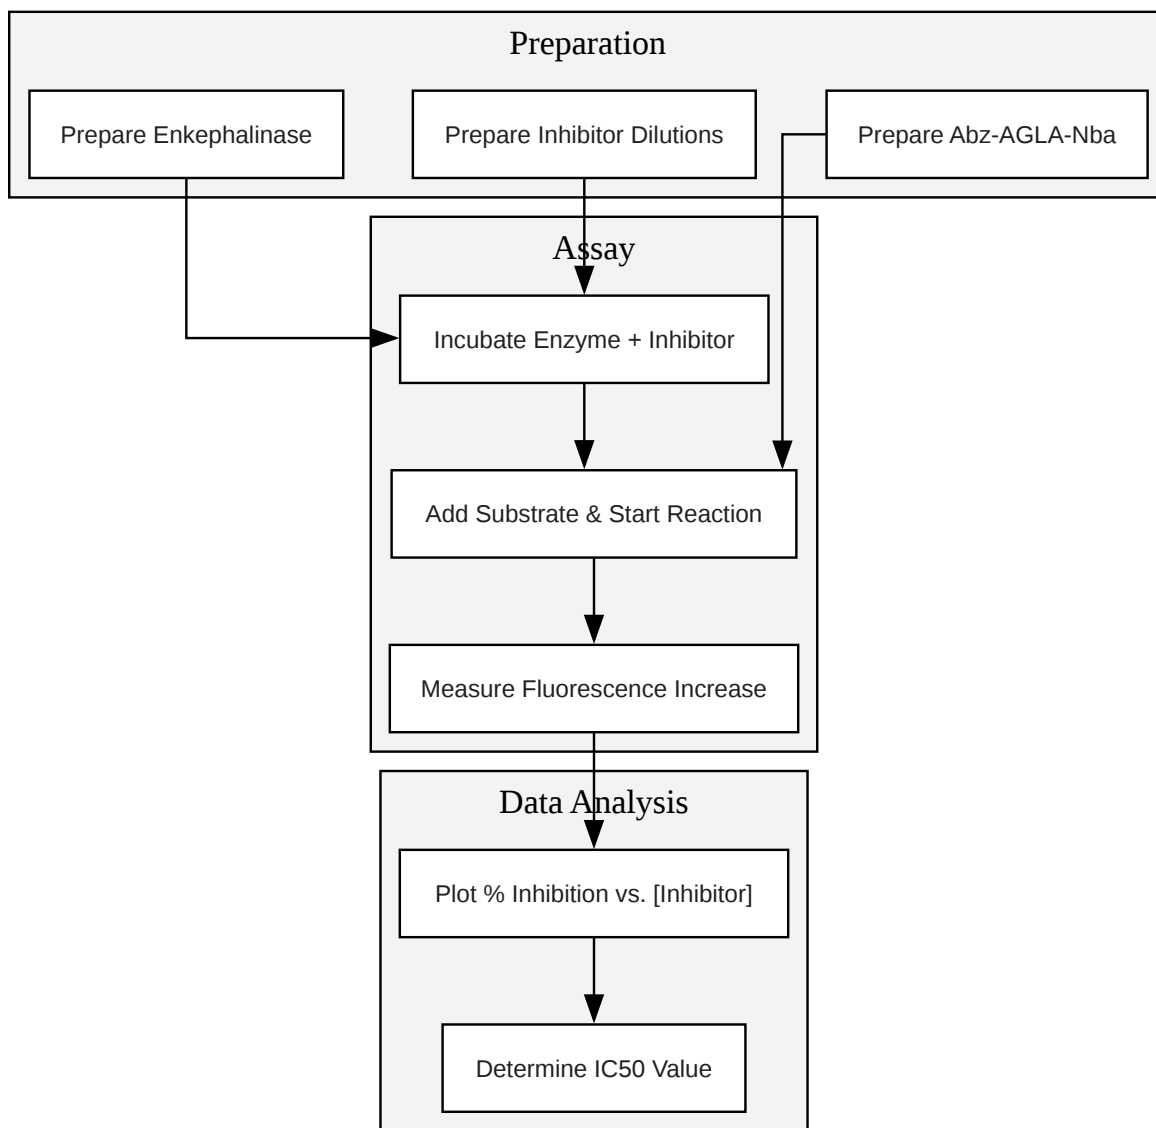 Preparation
Prepare Enkephalinase
Prepare Inhibitor Dilutions
Prepare Abz-AGLA-Nba
Assay
Incubate Enzyme + Inhibitor
Add Substrate & Start Reaction
Measure Fluorescence Increase
Data Analysis
Plot % Inhibition vs. [Inhibitor]
Determine IC50 Value